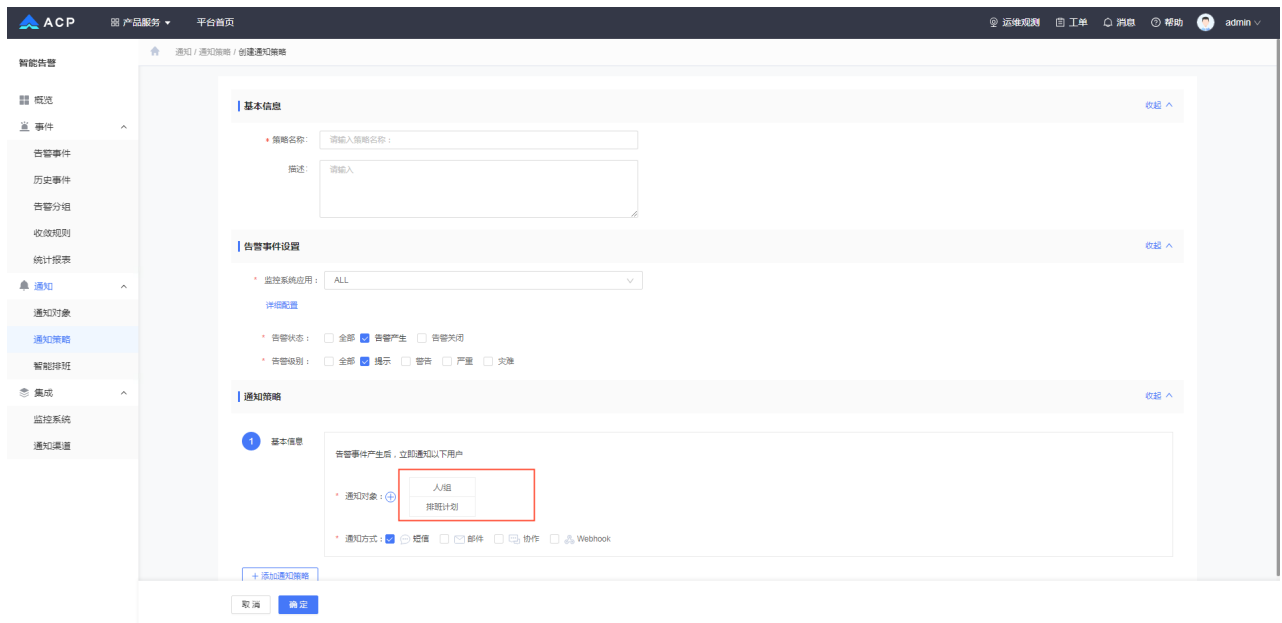 ACP 产品服务 平台首页 运维观测 工单 消息 帮助 admin
智能告警
概览
事件
告警事件
历史事件
告警分组
收敛规则
统计报表
通知
通知对象
通知策略
智能排班
集成
监控系统
通知渠道
通知 / 通知策略 / 创建通知策略
基本信息 收起
* 策略名称: 请输入策略名称：
描述: 请输入
告警事件设置 收起
* 监控系统应用： ALL
详细配置
* 告警状态： 全部 告警产生 告警关闭
* 告警级别： 全部 提示 警告 严重 灾难
通知策略 收起
1 基本信息
告警事件产生后，立即通知以下用户
* 通知对象：
人/组
排班计划
* 通知方式： 短信 邮件 协作 Webhook
+ 添加通知策略
取消 确定